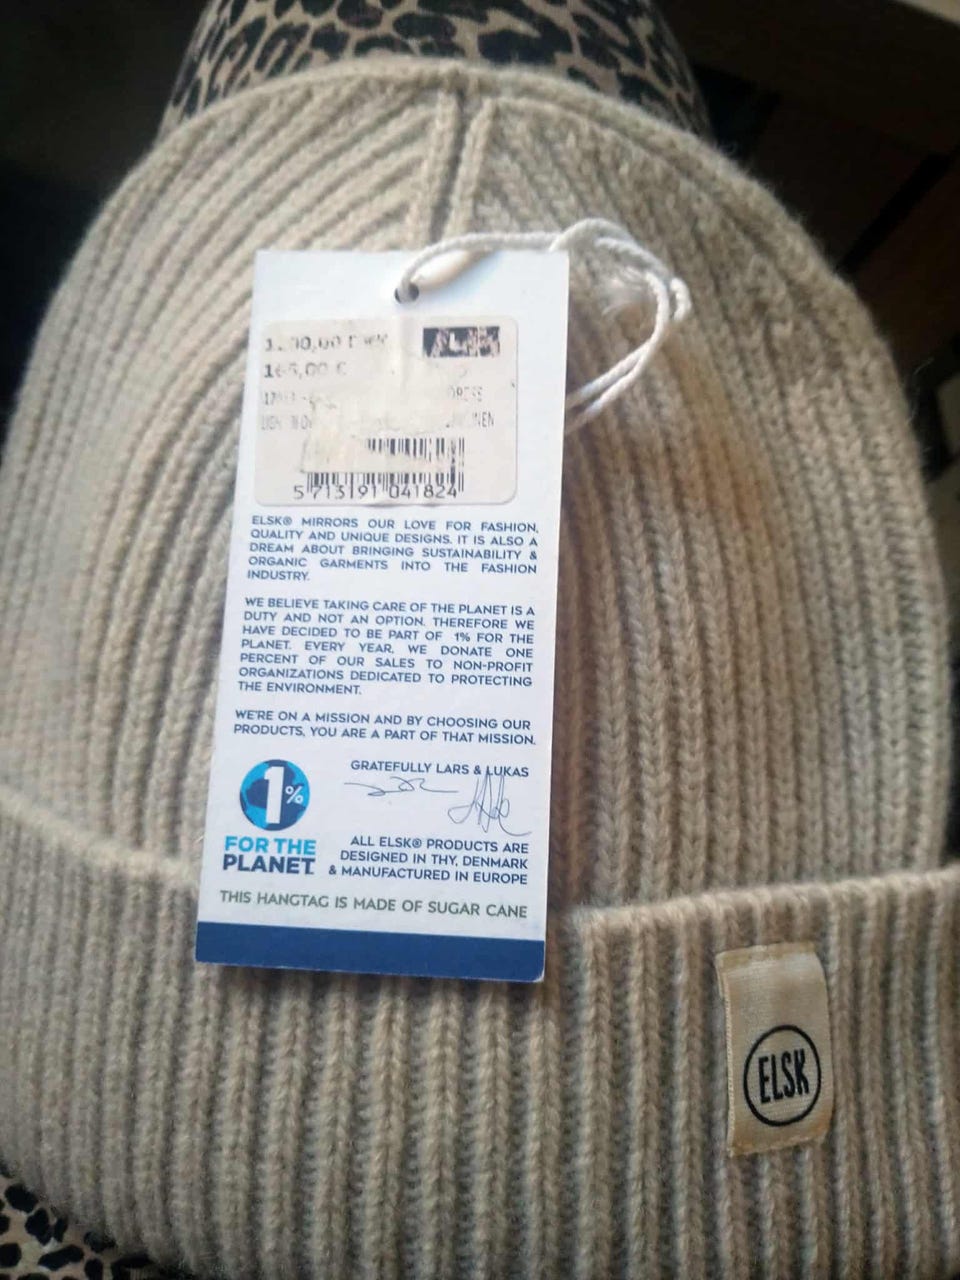 5 713191 041824
ELSK® MIRRORS OUR LOVE FOR FASHION,
QUALITY AND UNIQUE DESIGNS. IT IS ALSO A
DREAM ABOUT BRINGING SUSTAINABILITY &
ORGANIC GARMENTS INTO THE FASHION
INDUSTRY.
WE BELIEVE TAKING CARE OF THE PLANET IS A
DUTY AND NOT AN OPTION. THEREFORE WE
HAVE DECIDED TO BE PART OF 1% FOR THE
PLANET. EVERY YEAR, WE DONATE ONE
PERCENT OF OUR SALES TO NON-PROFIT
ORGANIZATIONS DEDICATED TO PROTECTING
THE ENVIRONMENT.
WE'RE ON A MISSION AND BY CHOOSING OUR
PRODUCTS, YOU ARE A PART OF THAT MISSION.
GRATEFULLY LARS & LUKAS
1%
FOR THE
PLANET
ALL ELSK® PRODUCTS ARE
DESIGNED IN THY, DENMARK
& MANUFACTURED IN EUROPE
THIS HANGTAG IS MADE OF SUGAR CANE
ELSK